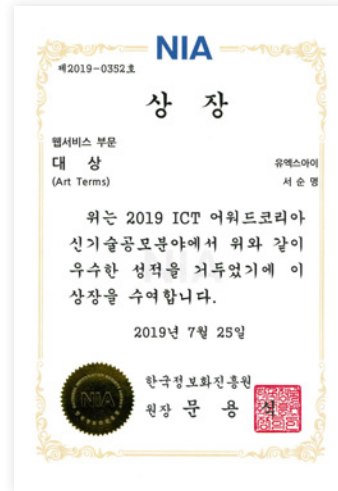 NIA
제2019-0352호
상 장
웹서비스 부문
대 상
(Art Terms)
유엑스아이
서 순 명
위는 2019 ICT 어워드코리아
신기술공모분야에서 위와 같이
우수한 성적을 거두었기에 이
상장을 수여합니다.
2019년 7월 25일
한국정보화진흥원
원장 문 용 식
NIA